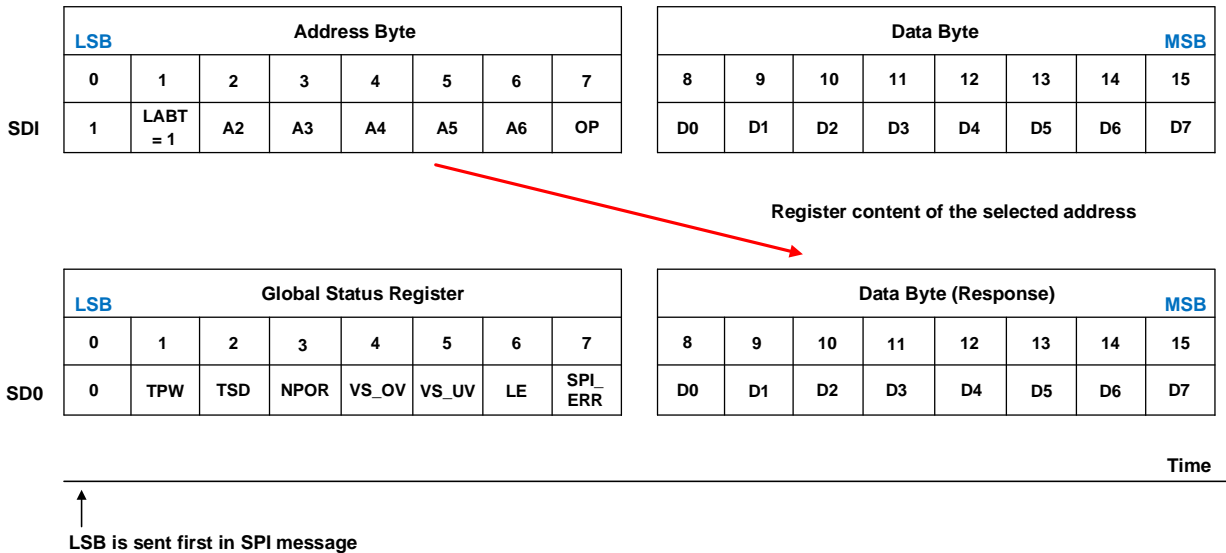 LSB Address Byte Data Byte MSB
0 1 2 3 4 5 6 7 8 9 10 11 12 13 14 15
SDI 1 LABT = 1 A2 A3 A4 A5 A6 OP D0 D1 D2 D3 D4 D5 D6 D7
Register content of the selected address
LSB Global Status Register Data Byte (Response) MSB
0 1 2 3 4 5 6 7 8 9 10 11 12 13 14 15
SD0 0 TPW TSD NPOR VS_OV VS_UV LE SPI_ ERR D0 D1 D2 D3 D4 D5 D6 D7
Time
LSB is sent first in SPI message